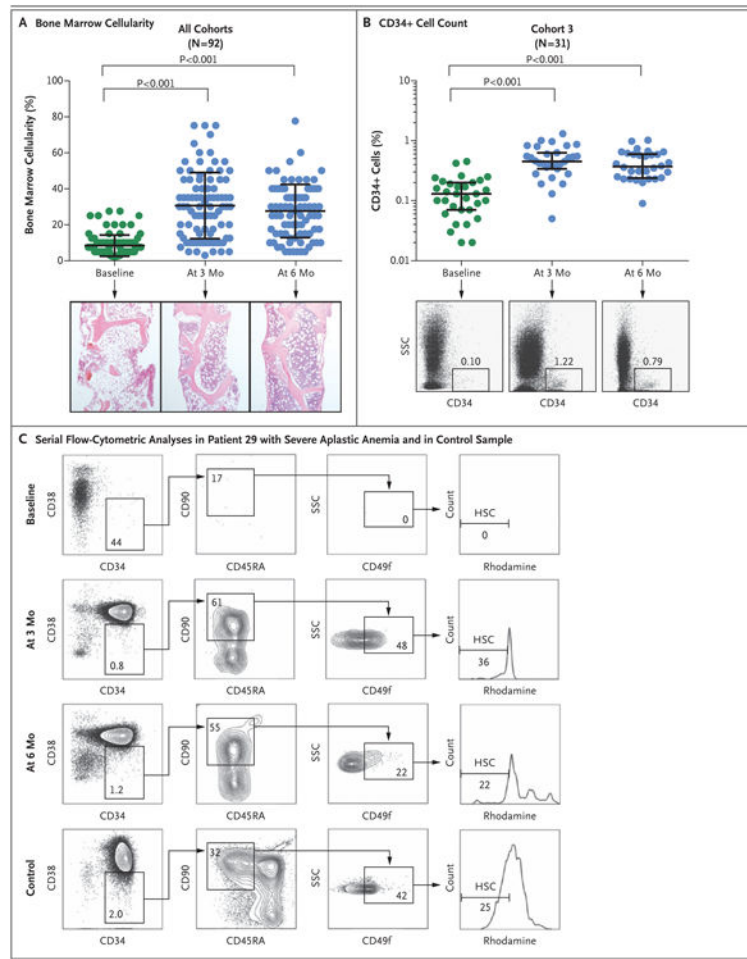 A Bone Marrow Cellularity
All Cohorts
(N=92)
P<0.001
P<0.001
Bone Marrow Cellularity (%)
100
80
60
40
20
0
Baseline
At 3 Mo
At 6 Mo
B CD34+ Cell Count
Cohort 3
(N=31)
P<0.001
P<0.001
CD34+ Cells (%)
10
1
0.1
0.01
Baseline
At 3 Mo
At 6 Mo
SSC
0.10
1.22
0.79
CD34
CD34
CD34
C Serial Flow-Cytometric Analyses in Patient 29 with Severe Aplastic Anemia and in Control Sample
Baseline
CD38
44
CD34
CD90
17
CD45RA
SSC
0
CD49f
Count
HSC
0
Rhodamine
At 3 Mo
CD38
0.8
CD34
CD90
61
CD45RA
SSC
48
CD49f
Count
HSC
36
Rhodamine
At 6 Mo
CD38
1.2
CD34
CD90
55
CD45RA
SSC
22
CD49f
Count
HSC
22
Rhodamine
Control
CD38
2.0
CD34
CD90
32
CD45RA
SSC
42
CD49f
Count
HSC
25
Rhodamine